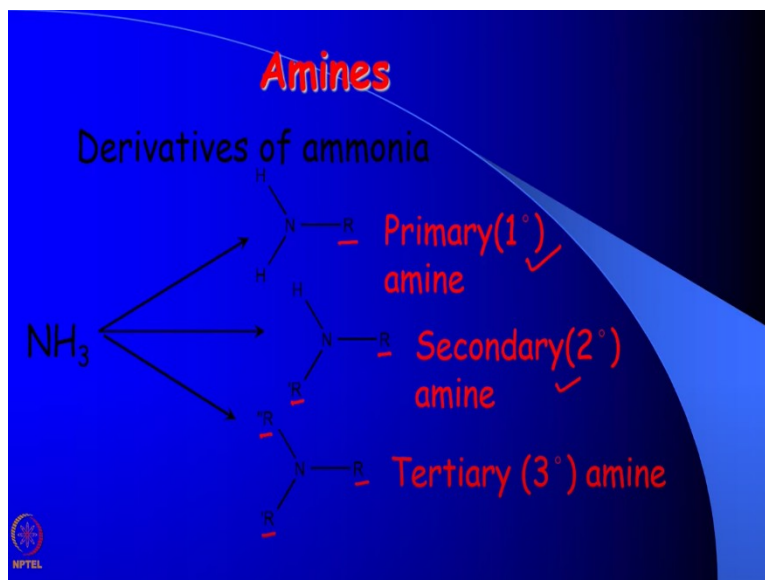 Amines
Derivatives of ammonia
H
N R
H
Primary(1°)
amine
NH3
H
N R
'R
Secondary(2°)
amine
"R
N R
'R
Tertiary (3°) amine
NPTEL